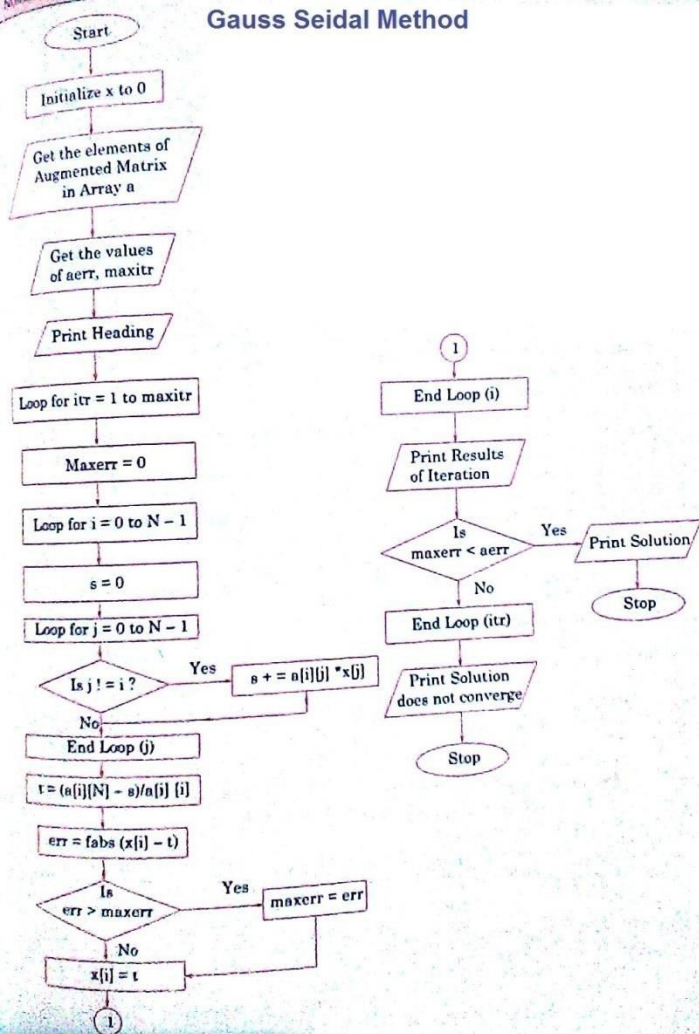 Gauss Seidal Method
Start
Initialize x to 0
Get the elements of
Augmented Matrix
in Array a
Get the values
of aerr, maxitr
Print Heading
Loop for itr = 1 to maxitr
Maxerr = 0
Loop for i = 0 to N – 1
s = 0
Loop for j = 0 to N – 1
Is j ! = i ?
Yes
s + = a[i][j] *x[j]
No
End Loop (j)
t = (a[i][N] – s)/a[i] [i]
err = fabs (x[i] – t)
Is
err > maxerr
Yes
maxerr = err
No
x[i] = t
1
1
End Loop (i)
Print Results
of Iteration
Is
maxerr < aerr
Yes
Print Solution
Stop
No
End Loop (itr)
Print Solution
does not converge
Stop